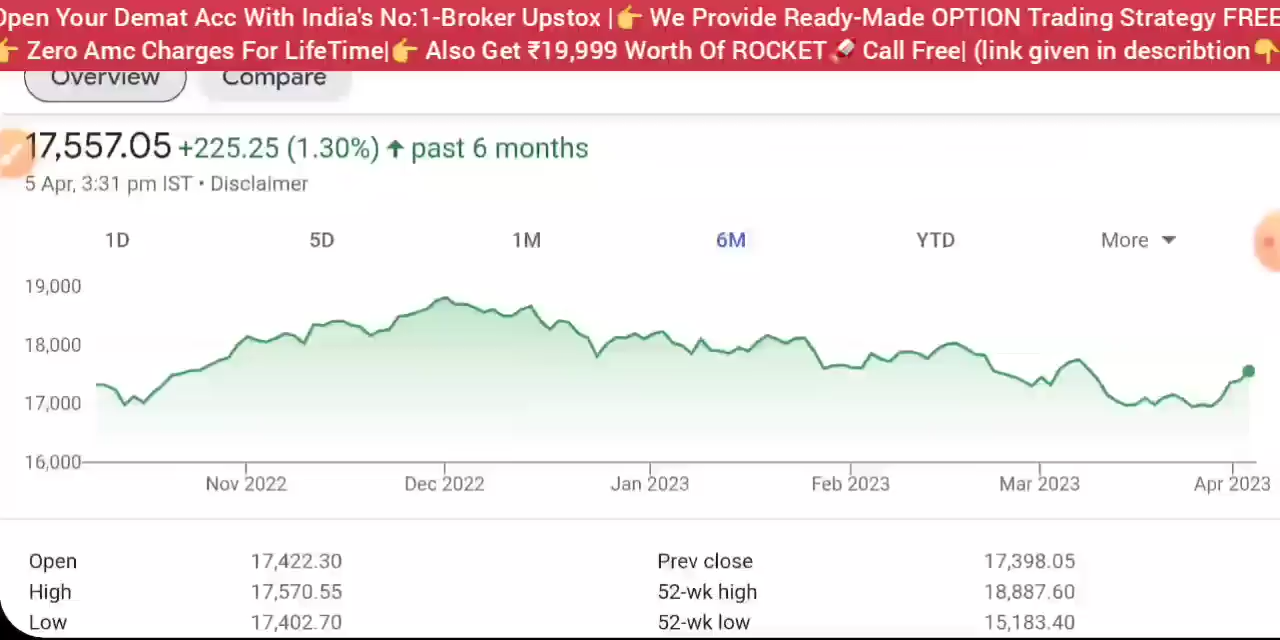 Open Your Demat Acc With India's No:1-Broker Upstox |👉 We Provide Ready-Made OPTION Trading Strategy FREE
👉 Zero Amc Charges For LifeTime|👉 Also Get ₹19,999 Worth Of ROCKET🚀 Call Free| (link given in describtion👇
Overview Compare
17,557.05 +225.25 (1.30%) ↑ past 6 months
5 Apr, 3:31 pm IST • Disclaimer
1D 5D 1M 6M YTD More
19,000
18,000
17,000
16,000
Nov 2022 Dec 2022 Jan 2023 Feb 2023 Mar 2023 Apr 2023
Open 17,422.30 Prev close 17,398.05
High 17,570.55 52-wk high 18,887.60
Low 17,402.70 52-wk low 15,183.40